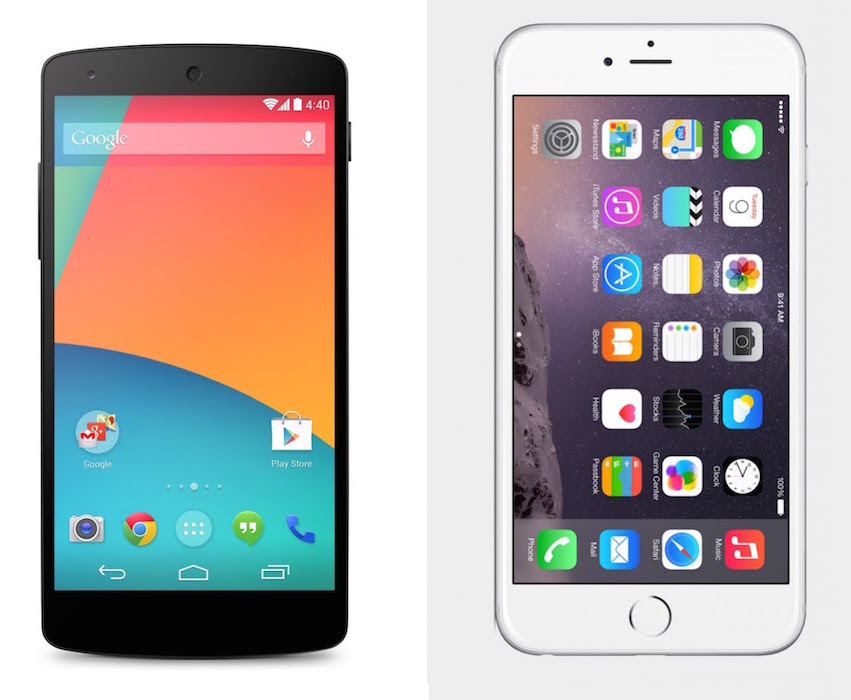 4:40
Google
Google
Play Store
9:41 AM 100%
Tuesday
9
Messages Calendar Photos Camera Weather Clock
Maps Videos Notes Reminders Stocks Game Center
Newsstand iTunes Store App Store iBooks Health Passbook
Settings
Music
Safari
Mail
Phone